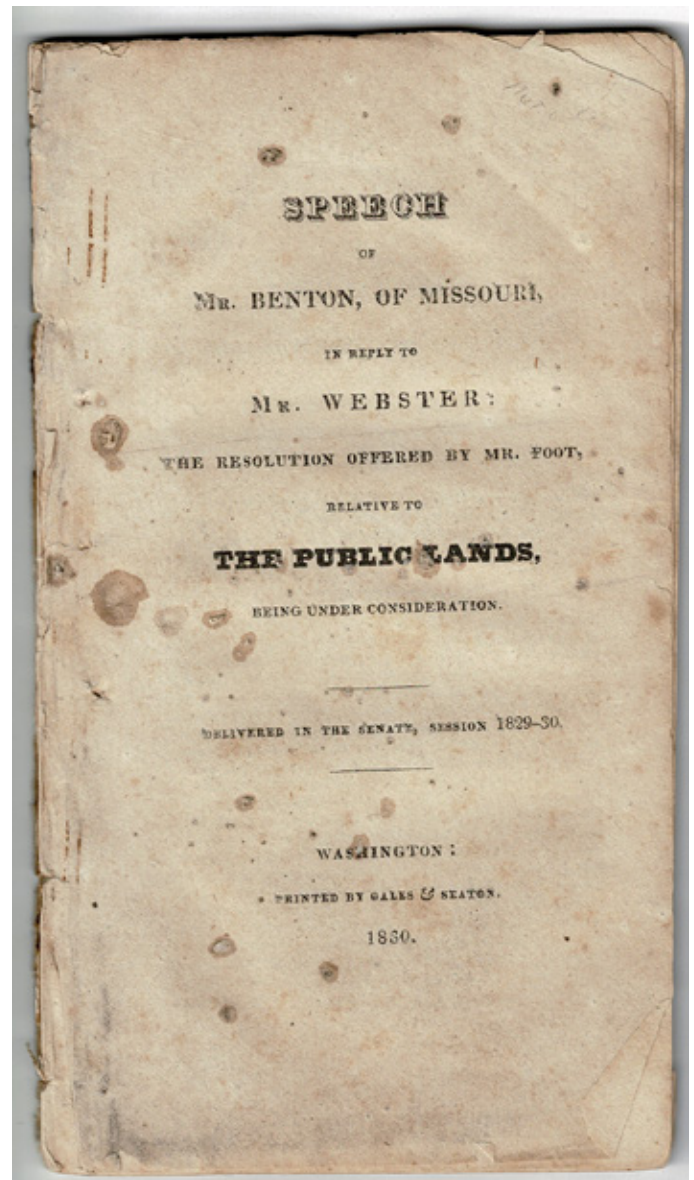 SPEECH
OF
MR. BENTON, OF MISSOURI,
IN REPLY TO
MR. WEBSTER:
THE RESOLUTION OFFERED BY MR. FOOT,
RELATIVE TO
THE PUBLIC LANDS,
BEING UNDER CONSIDERATION.
DELIVERED IN THE SENATE, SESSION 1829–30.
WASHINGTON:
PRINTED BY GALES & SEATON.
1830.